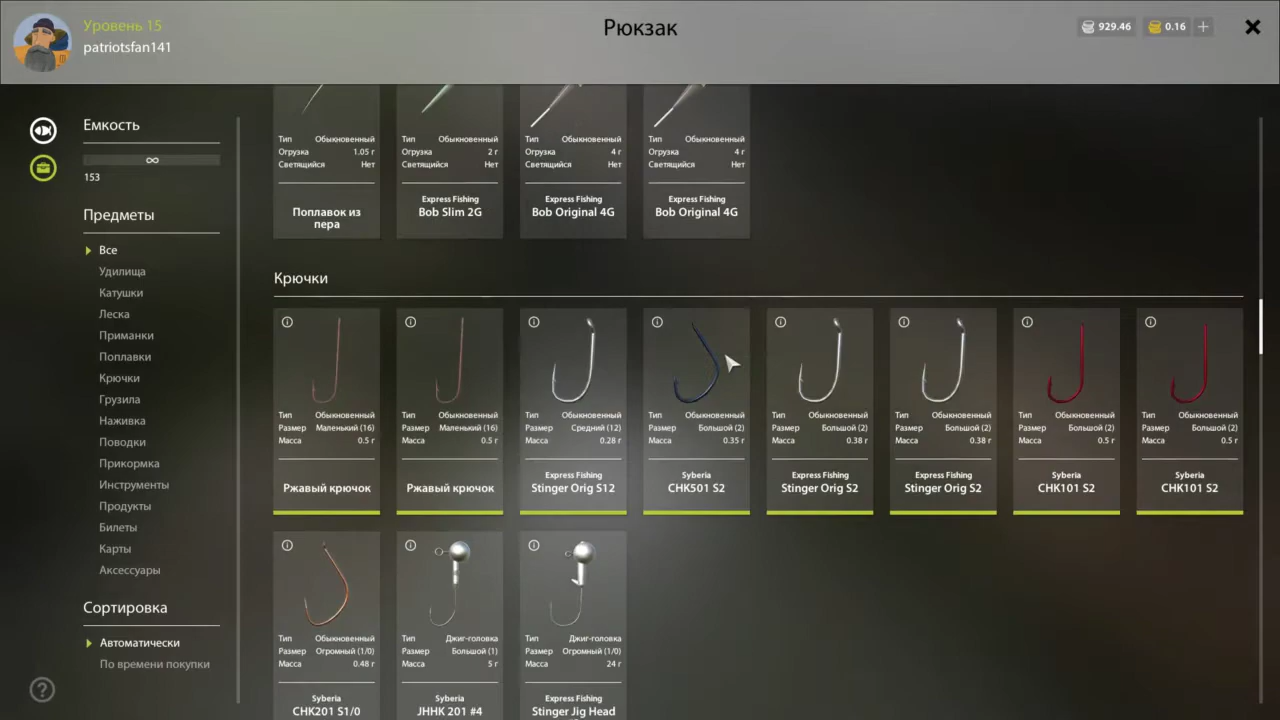 Уровень 15
patriotsfan141
Рюкзак
929.46
0.16
Емкость
∞
153
Предметы
Все
Удилища
Катушки
Леска
Приманки
Поплавки
Крючки
Грузила
Наживка
Поводки
Прикормка
Инструменты
Продукты
Билеты
Карты
Аксессуары
Сортировка
Автоматически
По времени покупки
?
Тип Обыкновенный
Огрузка 1.05 г
Светящийся Нет
Поплавок из
пера
Тип Обыкновенный
Огрузка 2 г
Светящийся Нет
Express Fishing
Bob Slim 2G
Тип Обыкновенный
Огрузка 4 г
Светящийся Нет
Express Fishing
Bob Original 4G
Тип Обыкновенный
Огрузка 4 г
Светящийся Нет
Express Fishing
Bob Original 4G
Крючки
Тип Обыкновенный
Размер Маленький (16)
Масса 0.5 г
Ржавый крючок
Тип Обыкновенный
Размер Маленький (16)
Масса 0.5 г
Ржавый крючок
Тип Обыкновенный
Размер Средний (12)
Масса 0.28 г
Express Fishing
Stinger Orig S12
Тип Обыкновенный
Размер Большой (2)
Масса 0.35 г
Syberia
CHK501 S2
Тип Обыкновенный
Размер Большой (2)
Масса 0.38 г
Express Fishing
Stinger Orig S2
Тип Обыкновенный
Размер Большой (2)
Масса 0.38 г
Express Fishing
Stinger Orig S2
Тип Обыкновенный
Размер Большой (2)
Масса 0.5 г
Syberia
CHK101 S2
Тип Обыкновенный
Размер Большой (2)
Масса 0.5 г
Syberia
CHK101 S2
Тип Обыкновенный
Размер Огромный (1/0)
Масса 0.48 г
Syberia
CHK201 S1/0
Тип Джиг-головка
Размер Большой (1)
Масса 5 г
Syberia
JHHK 201 #4
Тип Джиг-головка
Размер Огромный (1/0)
Масса 24 г
Express Fishing
Stinger Jig Head